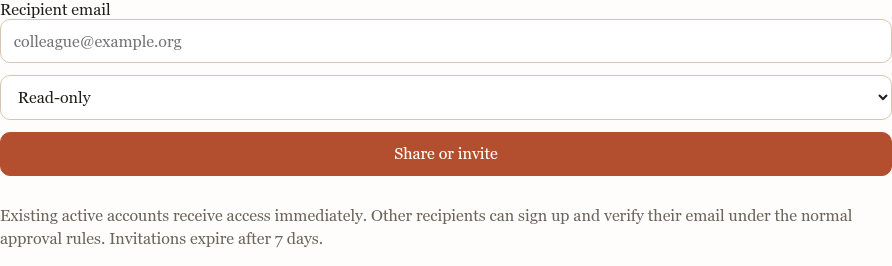 Recipient email
colleague@example.org
Read-only
Share or invite
Existing active accounts receive access immediately. Other recipients can sign up and verify their email under the normal
approval rules. Invitations expire after 7 days.